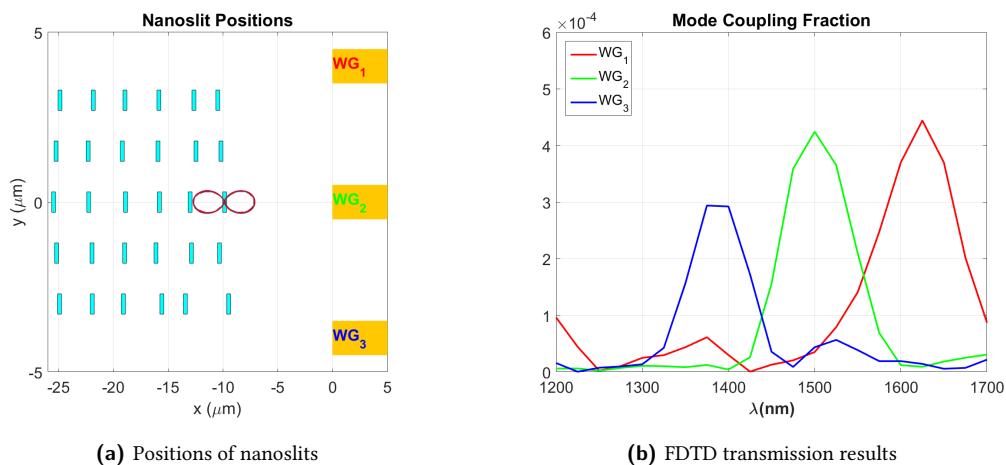 Nanoslit Positions
5
0
-5
y (μm)
-25
-20
-15
-10
-5
0
5
x (μm)
WG1
WG2
WG3
(a) Positions of nanoslits
Mode Coupling Fraction
×10⁻⁴
6
5
4
3
2
1
0
WG1
WG2
WG3
1200
1300
1400
1500
1600
1700
λ(nm)
(b) FDTD transmission results